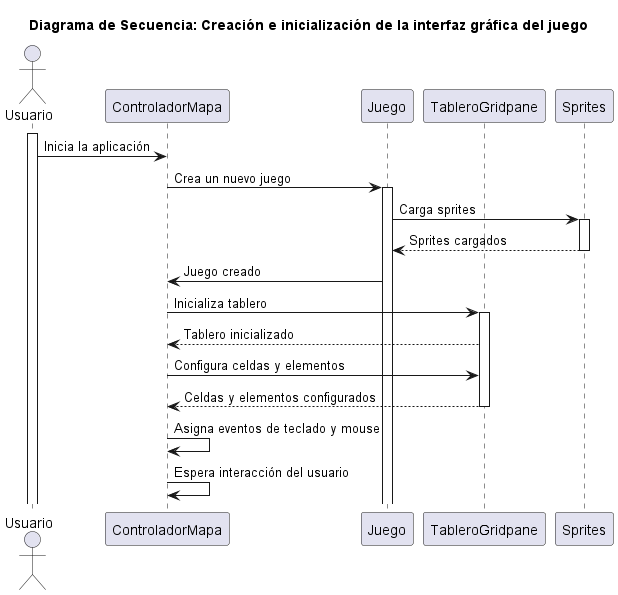 Diagrama de Secuencia: Creación e inicialización de la interfaz gráfica del juego
Usuario
ControladorMapa
Juego
TableroGridpane
Sprites
Inicia la aplicación
Crea un nuevo juego
Carga sprites
Sprites cargados
Juego creado
Inicializa tablero
Tablero inicializado
Configura celdas y elementos
Celdas y elementos configurados
Asigna eventos de teclado y mouse
Espera interacción del usuario
Usuario
ControladorMapa
Juego
TableroGridpane
Sprites